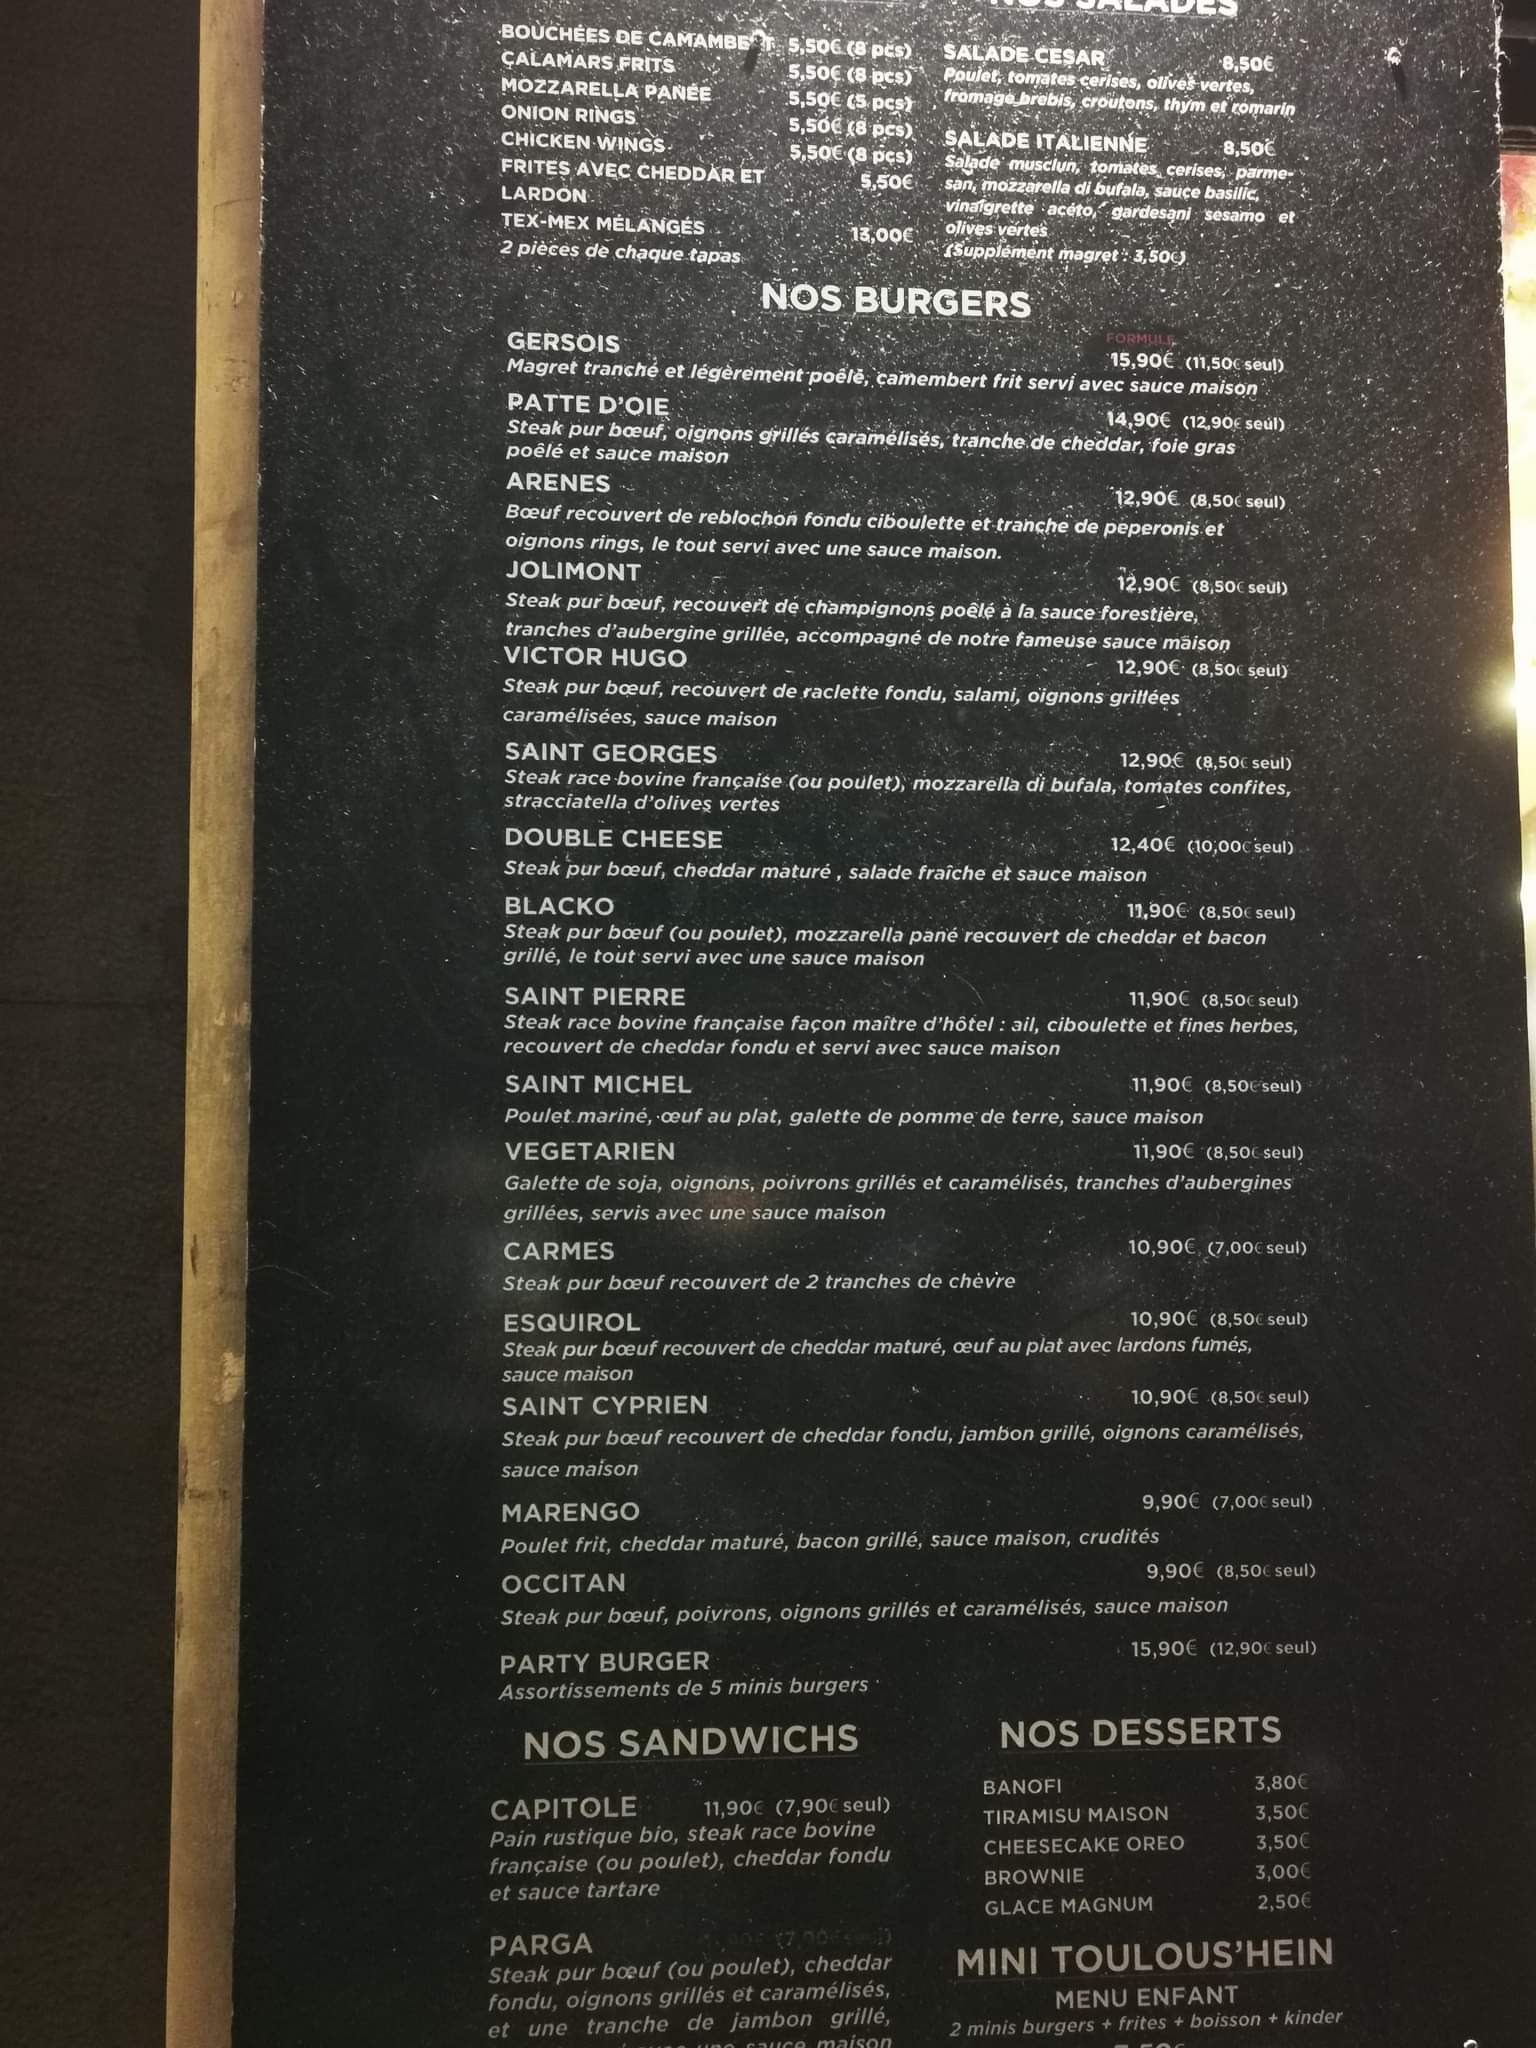 NOS SALADES
BOUCHÉES DE CAMAMBERT 5,50€ (8 pcs)
CALAMARS FRITS 5,50€ (8 pcs)
MOZZARELLA PANÉE 5,50€ (5 pcs)
ONION RINGS 5,50€ (8 pcs)
CHICKEN WINGS 5,50€ (8 pcs)
FRITES AVEC CHEDDAR ET 5,50€
LARDON
TEX-MEX MÉLANGÉS 13,00€
2 pièces de chaque tapas
SALADE CESAR 8,50€
Poulet, tomates cerises, olives vertes,
fromage brebis, croutons, thym et romarin
SALADE ITALIENNE 8,50€
Salade musclun, tomates cerises, parme-
san, mozzarella di bufala, sauce basilic,
vinaigrette acéto, gardesani sesamo et
olives vertes
(Supplément magret : 3,50€)
NOS BURGERS
FORMULE
GERSOIS 15,90€ (11,50€ seul)
Magret tranché et légèrement poêlé, camembert frit servi avec sauce maison
PATTE D'OIE 14,90€ (12,90€ seul)
Steak pur bœuf, oignons grillés caramélisés, tranche de cheddar, foie gras
poêlé et sauce maison
ARENES 12,90€ (8,50€ seul)
Bœuf recouvert de reblochon fondu ciboulette et tranche de peperonis et
oignons rings, le tout servi avec une sauce maison.
JOLIMONT 12,90€ (8,50€ seul)
Steak pur bœuf, recouvert de champignons poêlé à la sauce forestière,
tranches d'aubergine grillée, accompagné de notre fameuse sauce maison
VICTOR HUGO 12,90€ (8,50€ seul)
Steak pur bœuf, recouvert de raclette fondu, salami, oignons grillées
caramélisées, sauce maison
SAINT GEORGES 12,90€ (8,50€ seul)
Steak race bovine française (ou poulet), mozzarella di bufala, tomates confites,
stracciatella d'olives vertes
DOUBLE CHEESE 12,40€ (10,00€ seul)
Steak pur bœuf, cheddar maturé , salade fraîche et sauce maison
BLACKO 11,90€ (8,50€ seul)
Steak pur bœuf (ou poulet), mozzarella pané recouvert de cheddar et bacon
grillé, le tout servi avec une sauce maison
SAINT PIERRE 11,90€ (8,50€ seul)
Steak race bovine française façon maître d'hôtel : ail, ciboulette et fines herbes,
recouvert de cheddar fondu et servi avec sauce maison
SAINT MICHEL 11,90€ (8,50€ seul)
Poulet mariné, œuf au plat, galette de pomme de terre, sauce maison
VEGETARIEN 11,90€ (8,50€ seul)
Galette de soja, oignons, poivrons grillés et caramélisés, tranches d'aubergines
grillées, servis avec une sauce maison
CARMES 10,90€ (7,00€ seul)
Steak pur bœuf recouvert de 2 tranches de chèvre
ESQUIROL 10,90€ (8,50€ seul)
Steak pur bœuf recouvert de cheddar maturé, œuf au plat avec lardons fumés,
sauce maison
SAINT CYPRIEN 10,90€ (8,50€ seul)
Steak pur bœuf recouvert de cheddar fondu, jambon grillé, oignons caramélisés,
sauce maison
MARENGO 9,90€ (7,00€ seul)
Poulet frit, cheddar maturé, bacon grillé, sauce maison, crudités
OCCITAN 9,90€ (8,50€ seul)
Steak pur bœuf, poivrons, oignons grillés et caramélisés, sauce maison
PARTY BURGER 15,90€ (12,90€ seul)
Assortissements de 5 minis burgers
NOS SANDWICHS
CAPITOLE 11,90€ (7,90€ seul)
Pain rustique bio, steak race bovine
française (ou poulet), cheddar fondu
et sauce tartare
PARGA
Steak pur bœuf (ou poulet), cheddar
fondu, oignons grillés et caramélisés,
et une tranche de jambon grillé,
une sauce maison
NOS DESSERTS
BANOFI 3,80€
TIRAMISU MAISON 3,50€
CHEESECAKE OREO 3,50€
BROWNIE 3,00€
GLACE MAGNUM 2,50€
MINI TOULOUS'HEIN
MENU ENFANT
2 minis burgers + frites + boisson + kinder